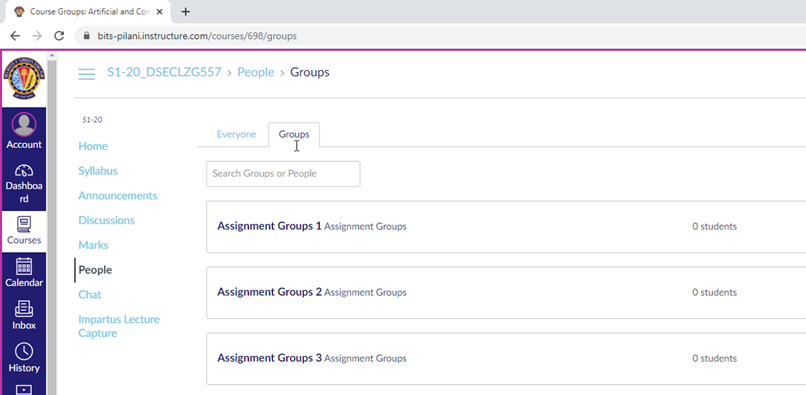 Course Groups: Artificial and Con
bits-pilani.instructure.com/courses/698/groups
S1-20_DSECLZG557 > People > Groups
S1-20
Account
Dashboa
rd
Courses
Calendar
Inbox
History
Home
Syllabus
Announcements
Discussions
Marks
People
Chat
Impartus Lecture
Capture
Everyone Groups
Search Groups or People
Assignment Groups 1 Assignment Groups 0 students
Assignment Groups 2 Assignment Groups 0 students
Assignment Groups 3 Assignment Groups 0 students